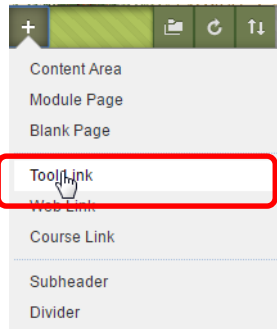 Content Area
Module Page
Blank Page
Tool Link
Web Link
Course Link
Subheader
Divider